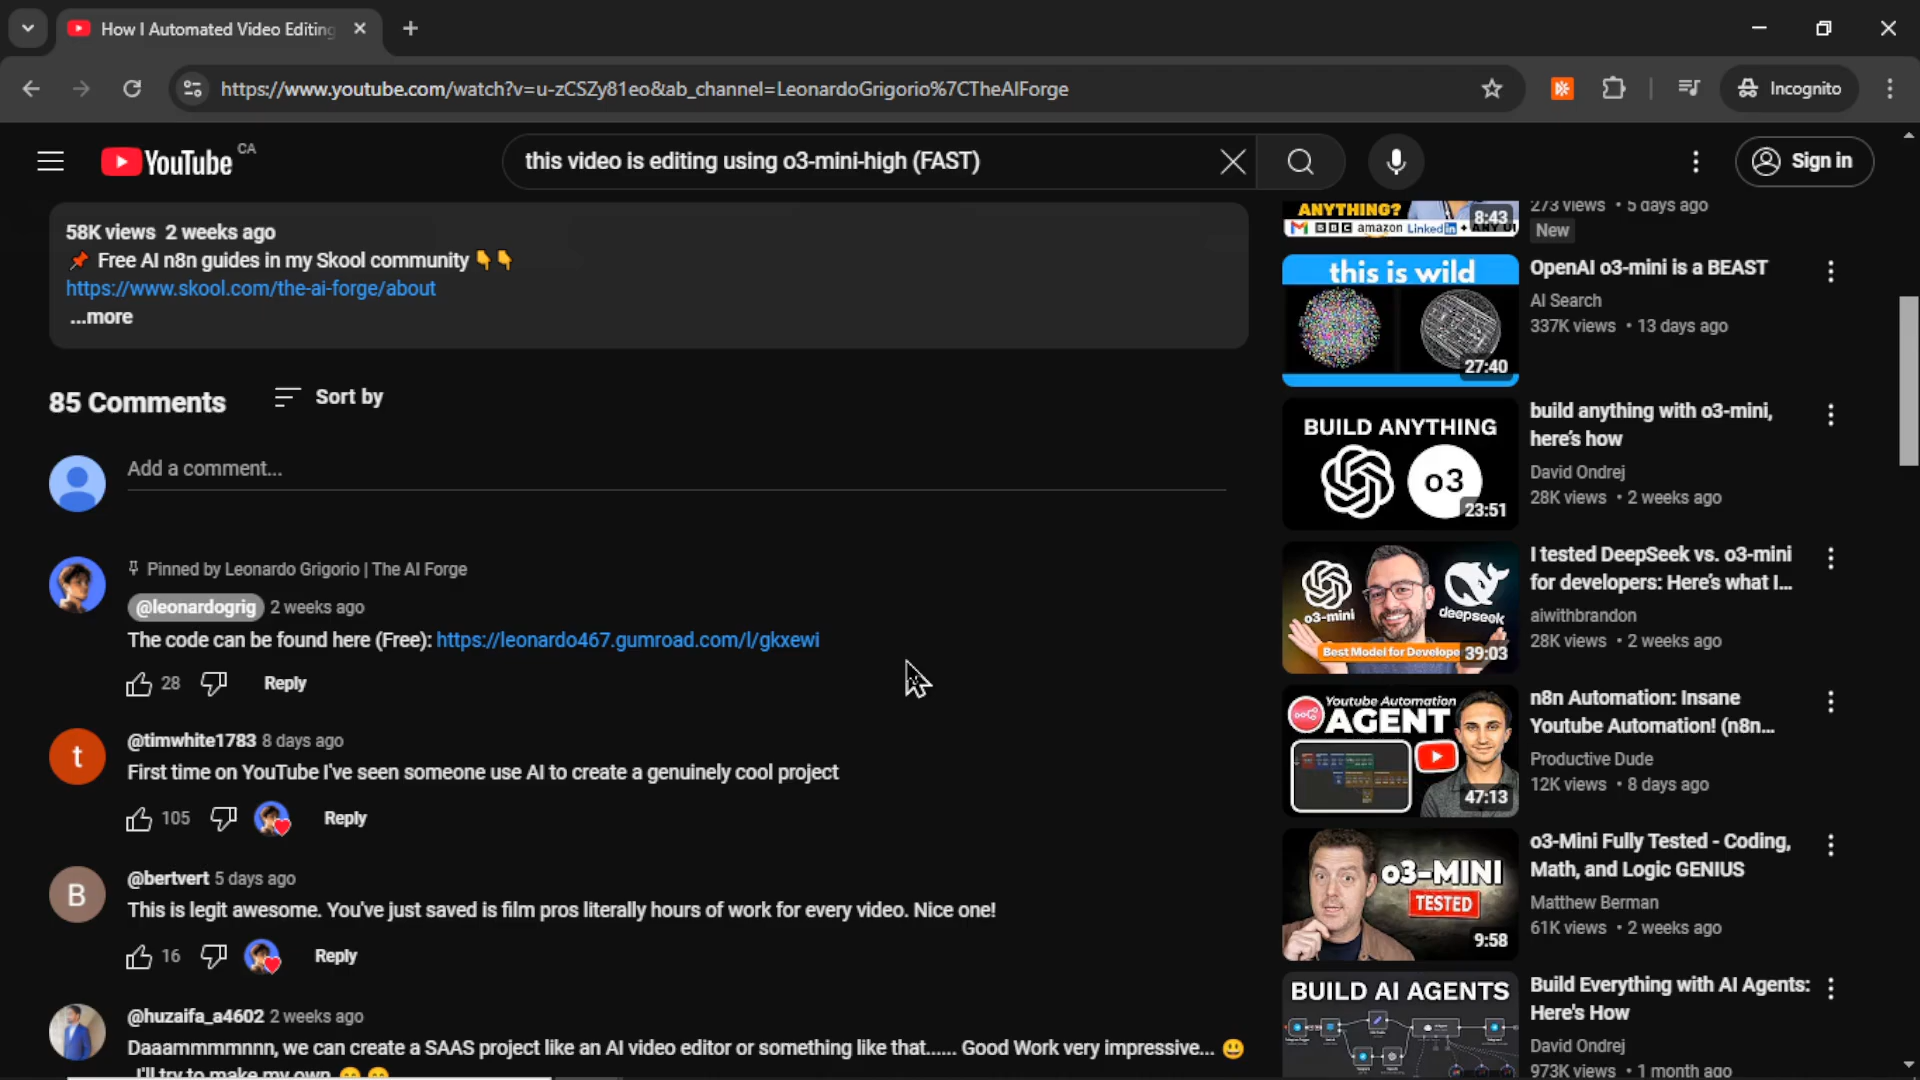 How I Automated Video Editing
https://www.youtube.com/watch?v=u-zCSZy81eo&ab_channel=LeonardoGrigorio%7CTheAIForge
Incognito
YouTube CA
this video is editing using o3-mini-high (FAST)
Sign in
58K views 2 weeks ago
📌 Free AI n8n guides in my Skool community 👇👇
https://www.skool.com/the-ai-forge/about
...more
85 Comments
Sort by
Add a comment...
Pinned by Leonardo Grigorio | The AI Forge
@leonardogrig 2 weeks ago
The code can be found here (Free): https://leonardo467.gumroad.com/l/gkxewi
28
Reply
t
@timwhite1783 8 days ago
First time on YouTube I've seen someone use AI to create a genuinely cool project
105
Reply
B
@bertvert 5 days ago
This is legit awesome. You've just saved is film pros literally hours of work for every video. Nice one!
16
Reply
@huzaifa_a4602 2 weeks ago
Daaammmmnnn, we can create a SAAS project like an AI video editor or something like that...... Good Work very impressive... 😃
I'll try to make my own
ANYTHING?
8:43
BBC amazon LinkedIn + ANY UI
273 views • 5 days ago
New
this is wild
27:40
OpenAI o3-mini is a BEAST
AI Search
337K views • 13 days ago
BUILD ANYTHING
o3
23:51
build anything with o3-mini,
here's how
David Ondrej
28K views • 2 weeks ago
o3-mini
deepseek
Best Model for Develope
39:03
I tested DeepSeek vs. o3-mini
for developers: Here's what I...
aiwithbrandon
28K views • 2 weeks ago
Youtube Automation
AGENT
47:13
n8n Automation: Insane
Youtube Automation! (n8n...
Productive Dude
12K views • 8 days ago
o3-MINI
TESTED
9:58
o3-Mini Fully Tested - Coding,
Math, and Logic GENIUS
Matthew Berman
61K views • 2 weeks ago
BUILD AI AGENTS
Build Everything with AI Agents:
Here's How
David Ondrej
973K views • 1 month ago